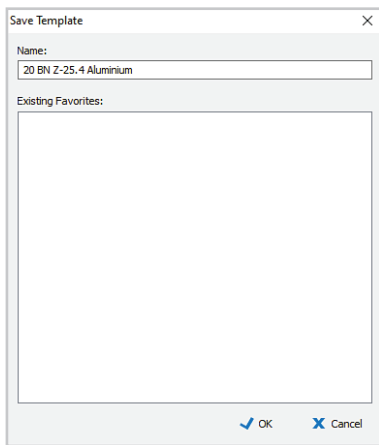 Save Template
Name:
20 BN Z-25.4 Aluminium
Existing Favorites:
OK Cancel